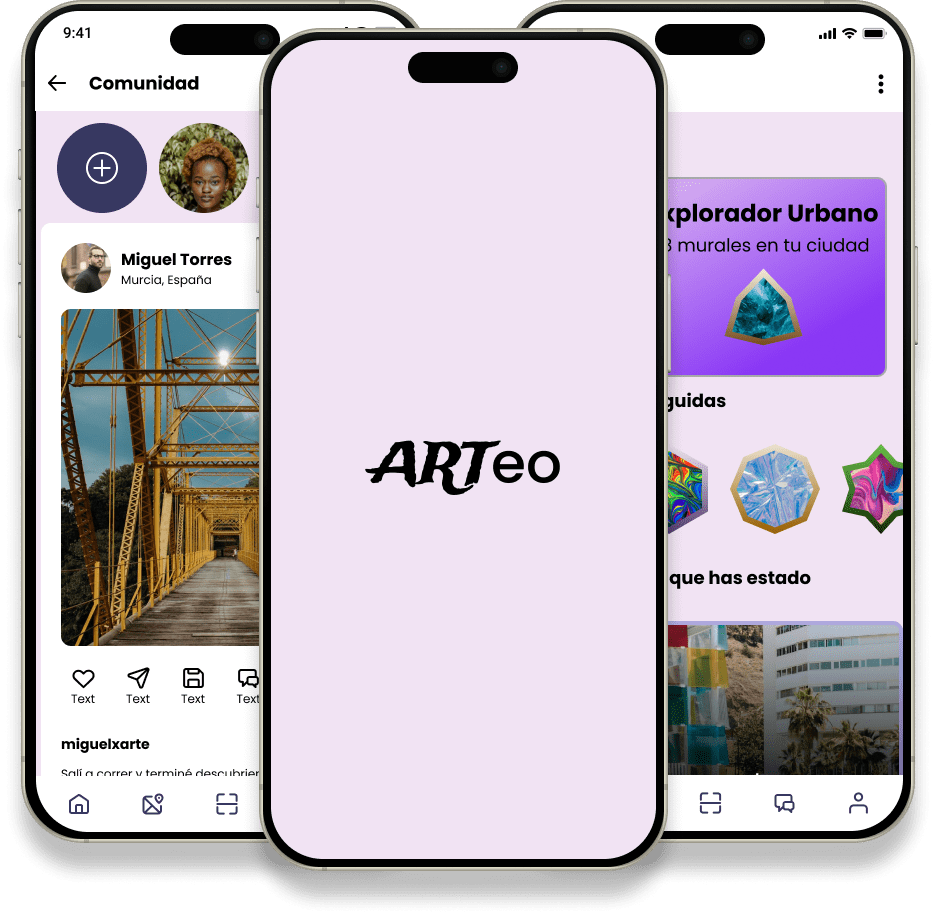 9:41
Comunidad
Miguel Torres
Murcia, España
Text
Text
Text
Text
miguelxarte
Salí a correr y terminé descubrier
ARTeo
xplorador Urbano
3 murales en tu ciudad
guidas
que has estado